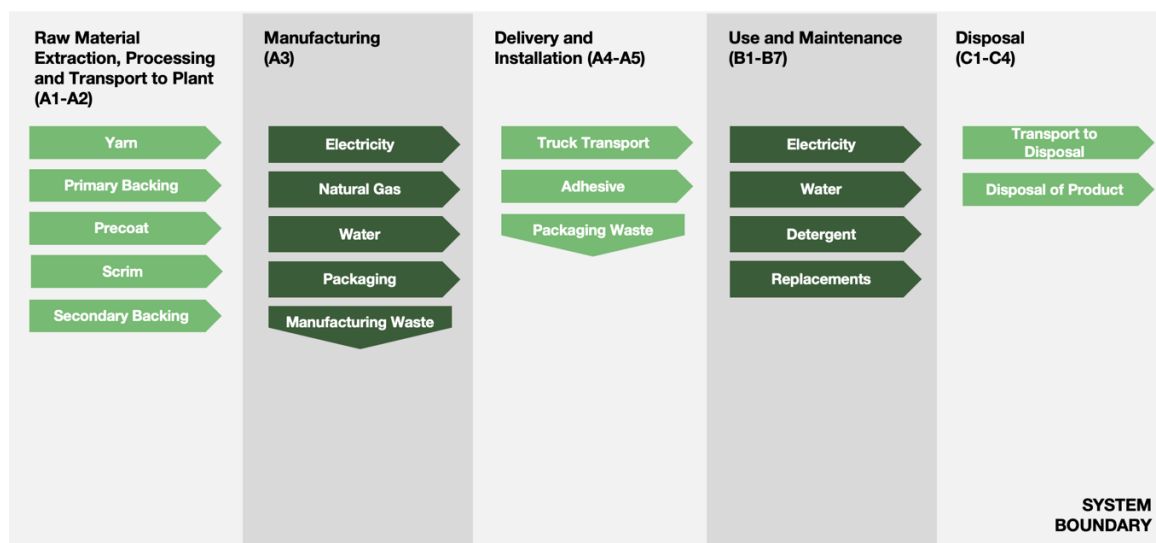 Raw Material
Extraction, Processing
and Transport to Plant
(A1-A2)
Yarn
Primary Backing
Precoat
Scrim
Secondary Backing
Manufacturing
(A3)
Electricity
Natural Gas
Water
Packaging
Manufacturing Waste
Delivery and
Installation (A4-A5)
Truck Transport
Adhesive
Packaging Waste
Use and Maintenance
(B1-B7)
Electricity
Water
Detergent
Replacements
Disposal
(C1-C4)
Transport to
Disposal
Disposal of Product
SYSTEM
BOUNDARY